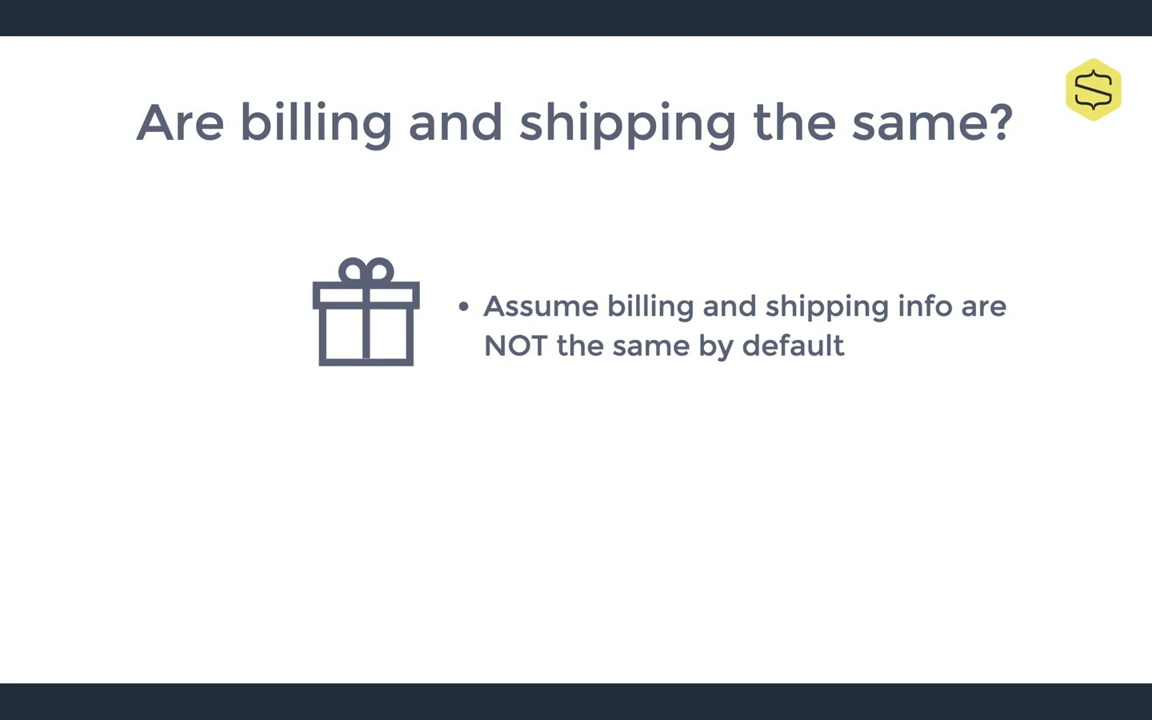 Are billing and shipping the same?
• Assume billing and shipping info are
NOT the same by default